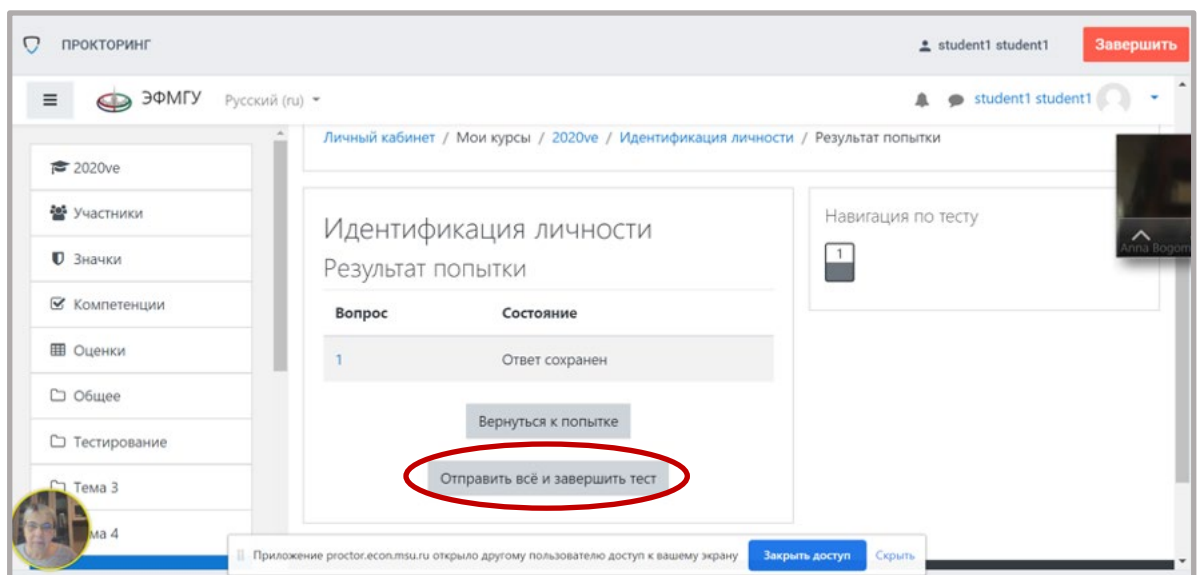 ПРОКТОРИНГ
student1 student1
Завершить
ЭФМГУ
Русский (ru)
student1 student1
Личный кабинет / Мои курсы / 2020ve / Идентификация личности / Результат попытки
2020ve
Участники
Значки
Компетенции
Оценки
Общее
Тестирование
Тема 3
ма 4
Идентификация личности
Результат попытки
Вопрос Состояние
1 Ответ сохранен
Вернуться к попытке
Отправить всё и завершить тест
Навигация по тесту
1
Anna Bogom
Приложение proctor.econ.msu.ru открыло другому пользователю доступ к вашему экрану
Закрыть доступ
Скрыть